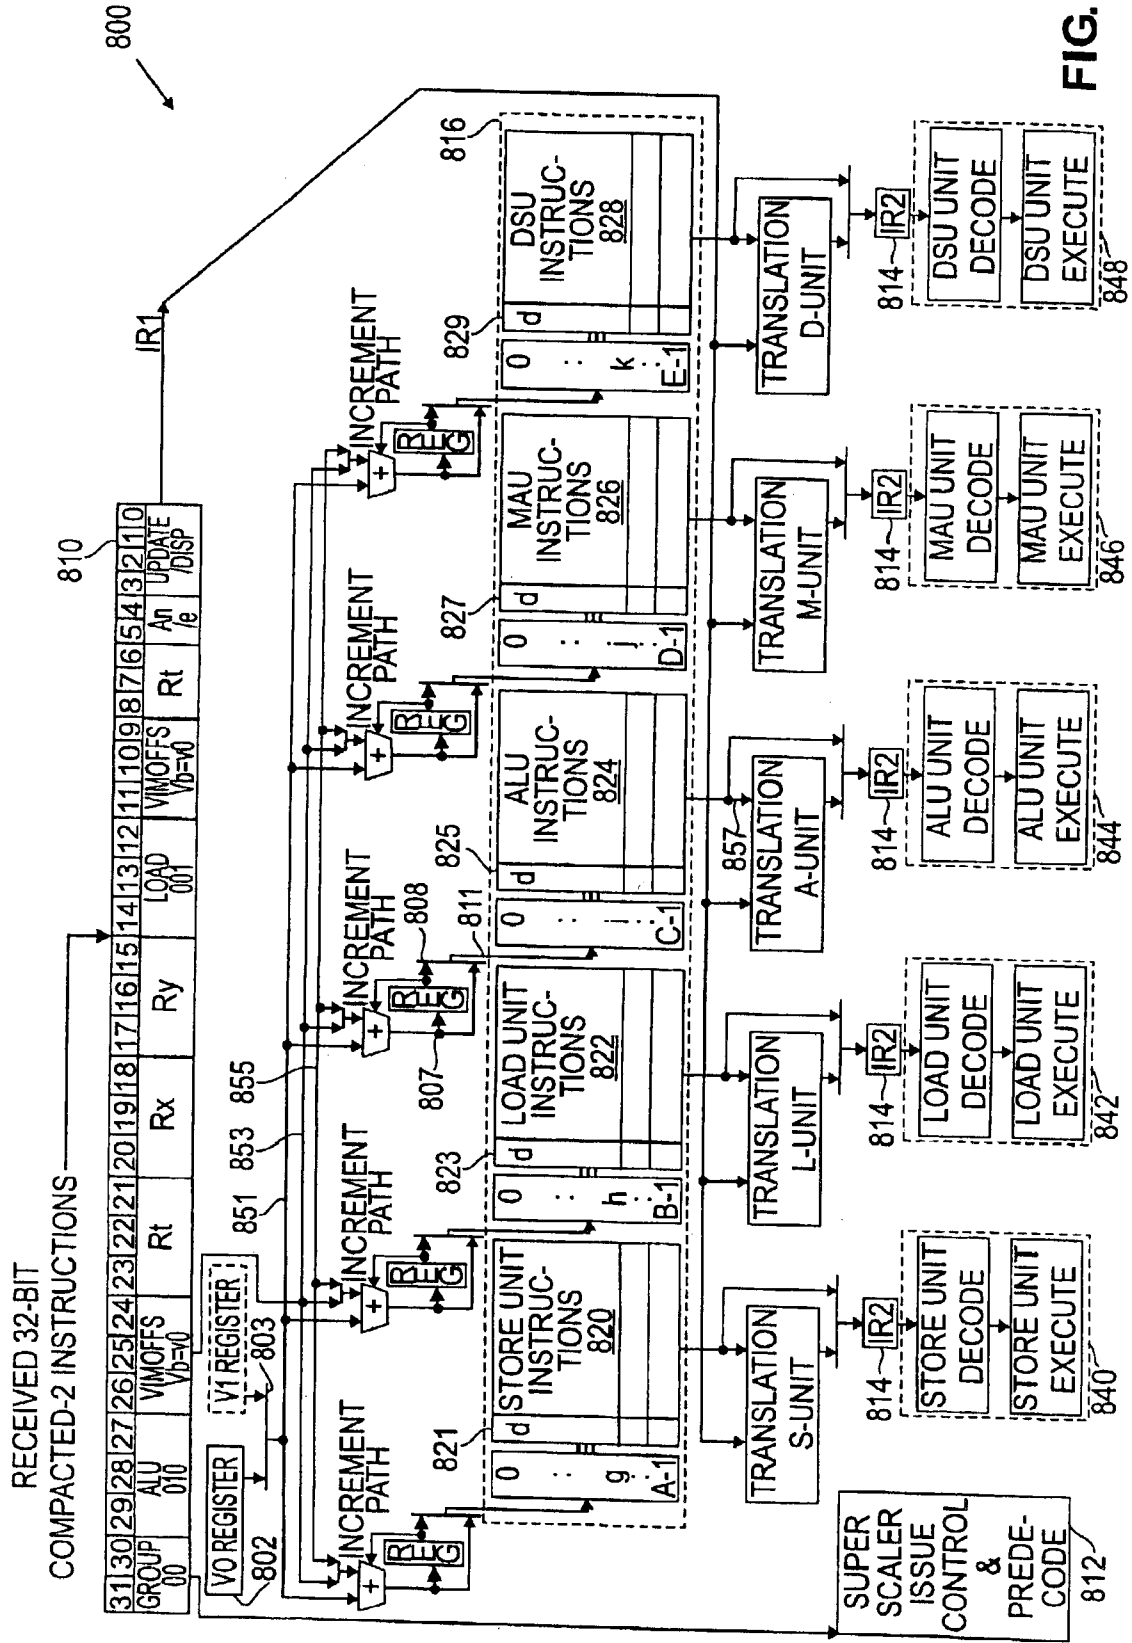 RECEIVED 32-BIT
COMPACTED-2 INSTRUCTIONS
800
810
31 30 29 28 27 26 25 24 23 22 21 20 19 18 17 16 15 14 13 12 11 10 9 8 7 6 5 4 3 2 1 0
GROUP
00
ALU
010
VIMOFFS
Vb=v0
Rt
Rx
Ry
LOAD
001
VIMOFFS
Vb=v0
Rt
An
/e
UPDATE
/DISP
IR1
V0 REGISTER
802
V1 REGISTER
803
851
853
855
INCREMENT
PATH
+
REG
INCREMENT
PATH
+
REG
INCREMENT
PATH
+
REG
807
808
811
INCREMENT
PATH
+
REG
INCREMENT
PATH
+
REG
816
821
0
:
g
A-1
d
STORE UNIT
INSTRUC-
TIONS
820
823
0
:
h
B-1
d
LOAD UNIT
INSTRUC-
TIONS
822
825
0
:
i
C-1
d
ALU
INSTRUC-
TIONS
824
827
0
:
j
D-1
d
MAU
INSTRUC-
TIONS
826
829
0
:
k
E-1
d
DSU
INSTRUC-
TIONS
828
857
TRANSLATION
S-UNIT
TRANSLATION
L-UNIT
TRANSLATION
A-UNIT
TRANSLATION
M-UNIT
TRANSLATION
D-UNIT
814
IR2
814
IR2
814
IR2
814
IR2
814
IR2
SUPER
SCALER
ISSUE
CONTROL
&
PREDE-
CODE
812
STORE UNIT
DECODE
STORE UNIT
EXECUTE
840
LOAD UNIT
DECODE
LOAD UNIT
EXECUTE
842
ALU UNIT
DECODE
ALU UNIT
EXECUTE
844
MAU UNIT
DECODE
MAU UNIT
EXECUTE
846
DSU UNIT
DECODE
DSU UNIT
EXECUTE
848
FIG.